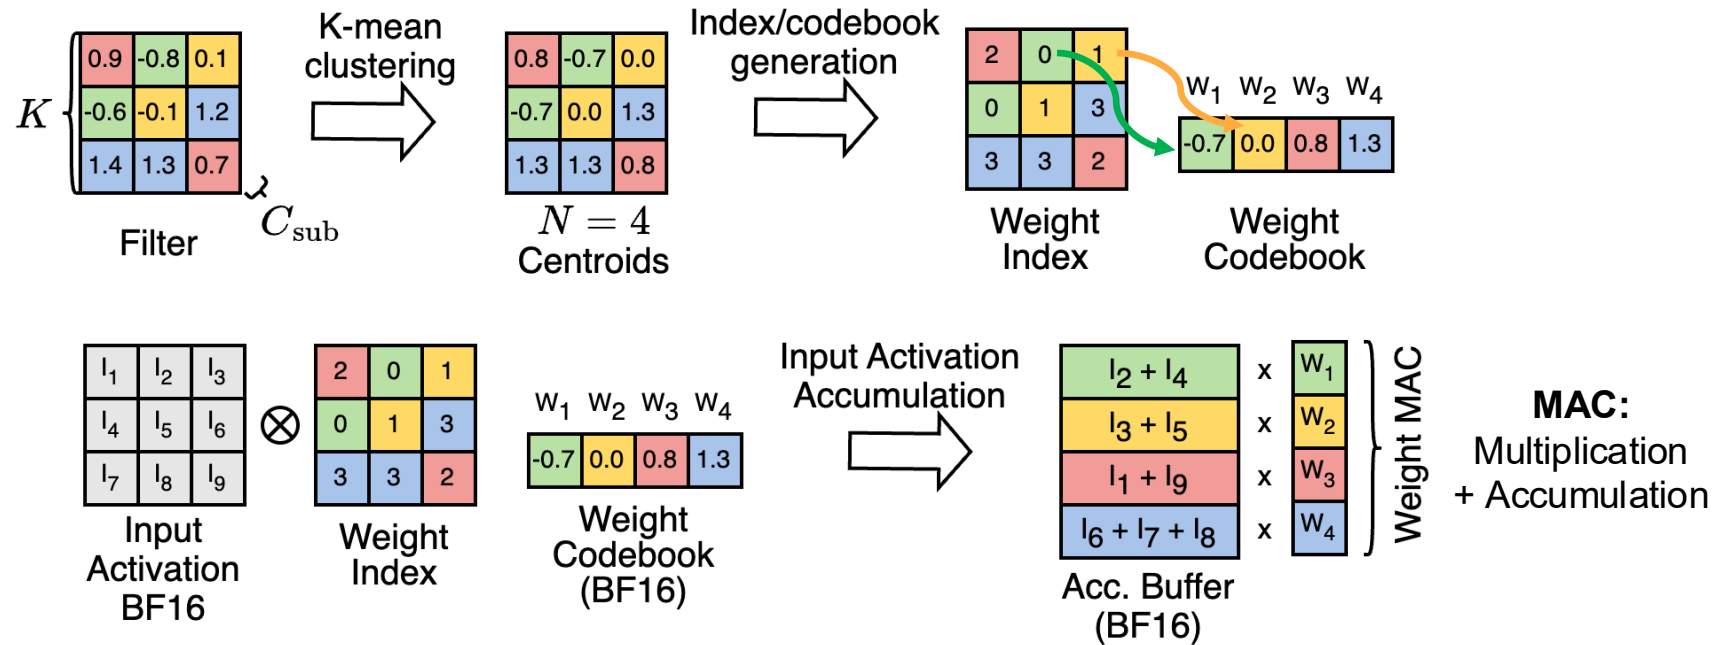 K
0.9 -0.8 0.1
-0.6 -0.1 1.2
1.4 1.3 0.7
C_sub
Filter
K-mean
clustering
0.8 -0.7 0.0
-0.7 0.0 1.3
1.3 1.3 0.8
N = 4
Centroids
Index/codebook
generation
2 0 1
0 1 3
3 3 2
Weight
Index
W₁ W₂ W₃ W₄
-0.7 0.0 0.8 1.3
Weight
Codebook
I₁ I₂ I₃
I₄ I₅ I₆
I₇ I₈ I₉
Input
Activation
BF16
⊗
2 0 1
0 1 3
3 3 2
Weight
Index
W₁ W₂ W₃ W₄
-0.7 0.0 0.8 1.3
Weight
Codebook
(BF16)
Input Activation
Accumulation
I₂ + I₄ x W₁
I₃ + I₅ x W₂
I₁ + I₉ x W₃
I₆ + I₇ + I₈ x W₄
Acc. Buffer
(BF16)
Weight MAC
MAC:
Multiplication
+ Accumulation